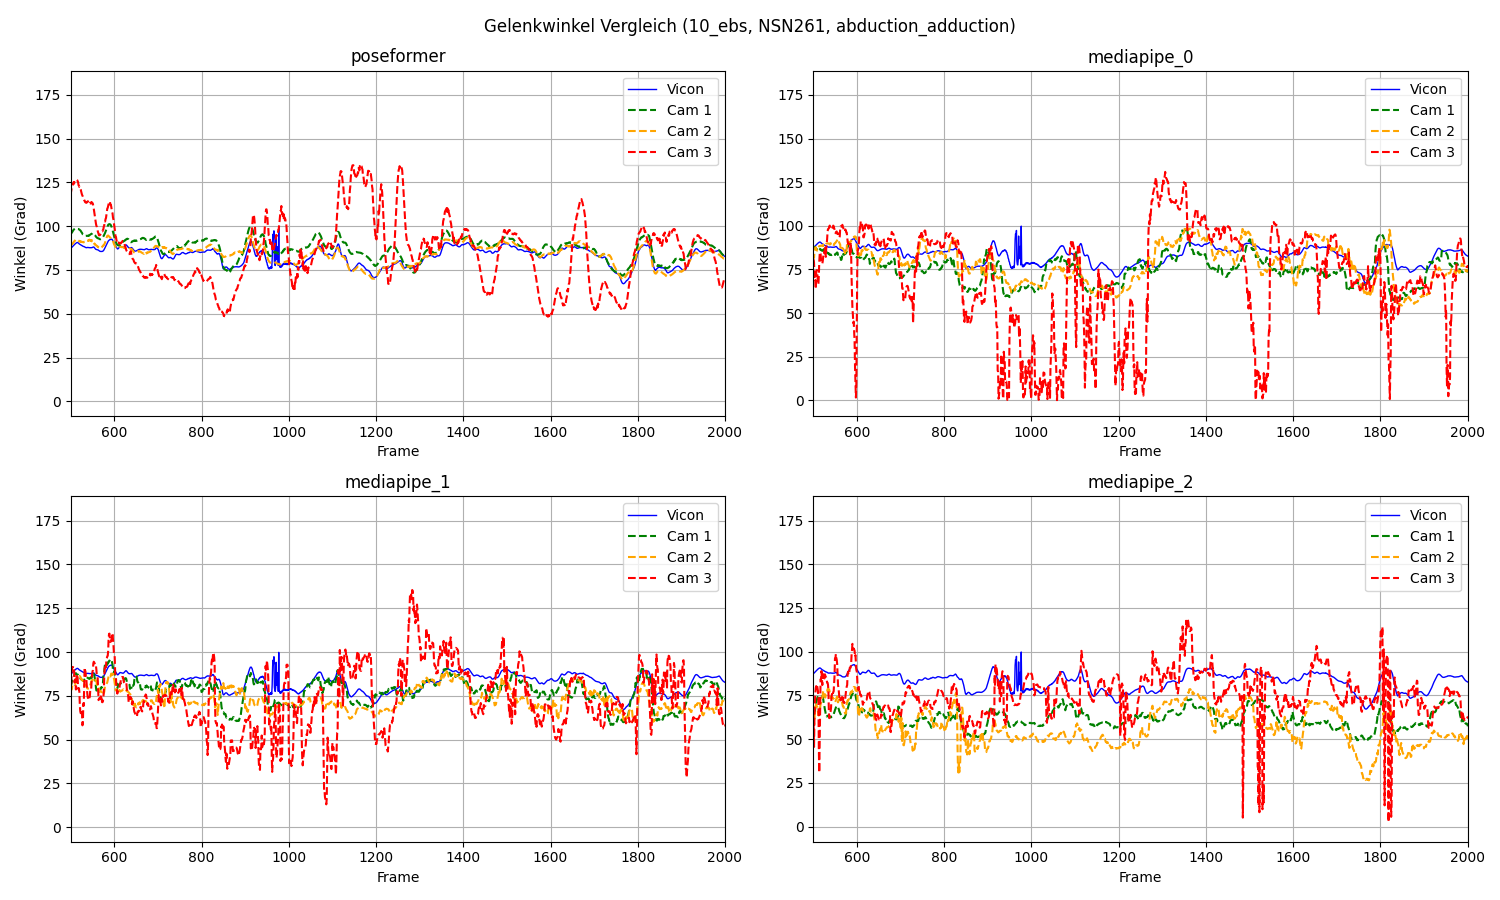 Gelenkwinkel Vergleich (10_ebs, NSN261, abduction_adduction)
poseformer
Winkel (Grad)
175
150
125
100
75
50
25
0
600 800 1000 1200 1400 1600 1800 2000
Frame
Vicon
Cam 1
Cam 2
Cam 3
mediapipe_0
Winkel (Grad)
175
150
125
100
75
50
25
0
600 800 1000 1200 1400 1600 1800 2000
Frame
Vicon
Cam 1
Cam 2
Cam 3
mediapipe_1
Winkel (Grad)
175
150
125
100
75
50
25
0
600 800 1000 1200 1400 1600 1800 2000
Frame
Vicon
Cam 1
Cam 2
Cam 3
mediapipe_2
Winkel (Grad)
175
150
125
100
75
50
25
0
600 800 1000 1200 1400 1600 1800 2000
Frame
Vicon
Cam 1
Cam 2
Cam 3